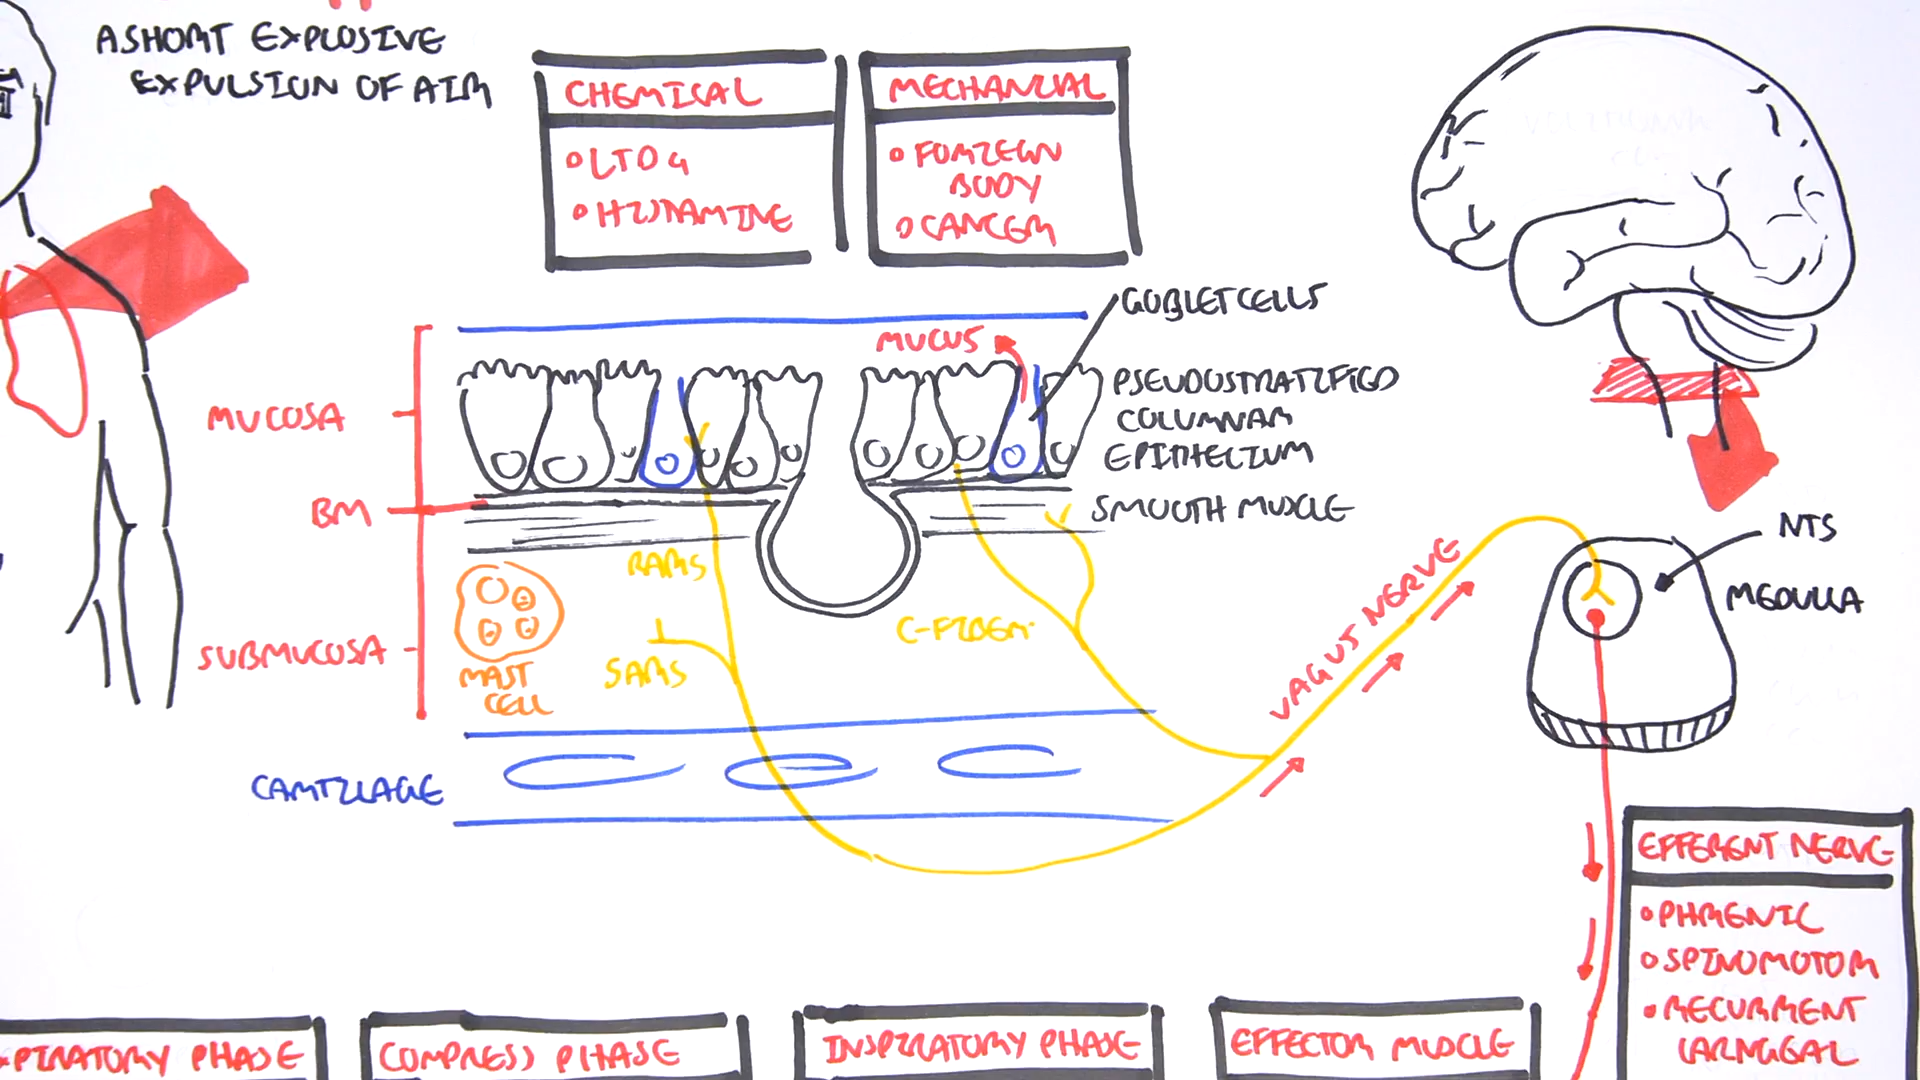 A SHORT EXPLOSIVE
EXPULSION OF AIR
CHEMICAL
LTD4
HISTAMINE
MECHANICAL
FOREIGN
BODY
CANCER
GOBLET CELLS
MUCUS
PSEUDOSTRATIFIED
COLUMNAR
EPITHELIUM
SMOOTH MUSCLE
MUCOSA
BM
SUBMUCOSA
RARS
SARS
MAST
CELL
C-FIBER
CARTILAGE
VAGUS NERVE
NTS
MEDULLA
EFFERENT NERVE
PHRENIC
SPINOMOTOR
RECURRENT
LARNGEAL
PIRATORY PHASE
COMPRESS PHASE
INSPIRATORY PHASE
EFFECTOR MUSCLE